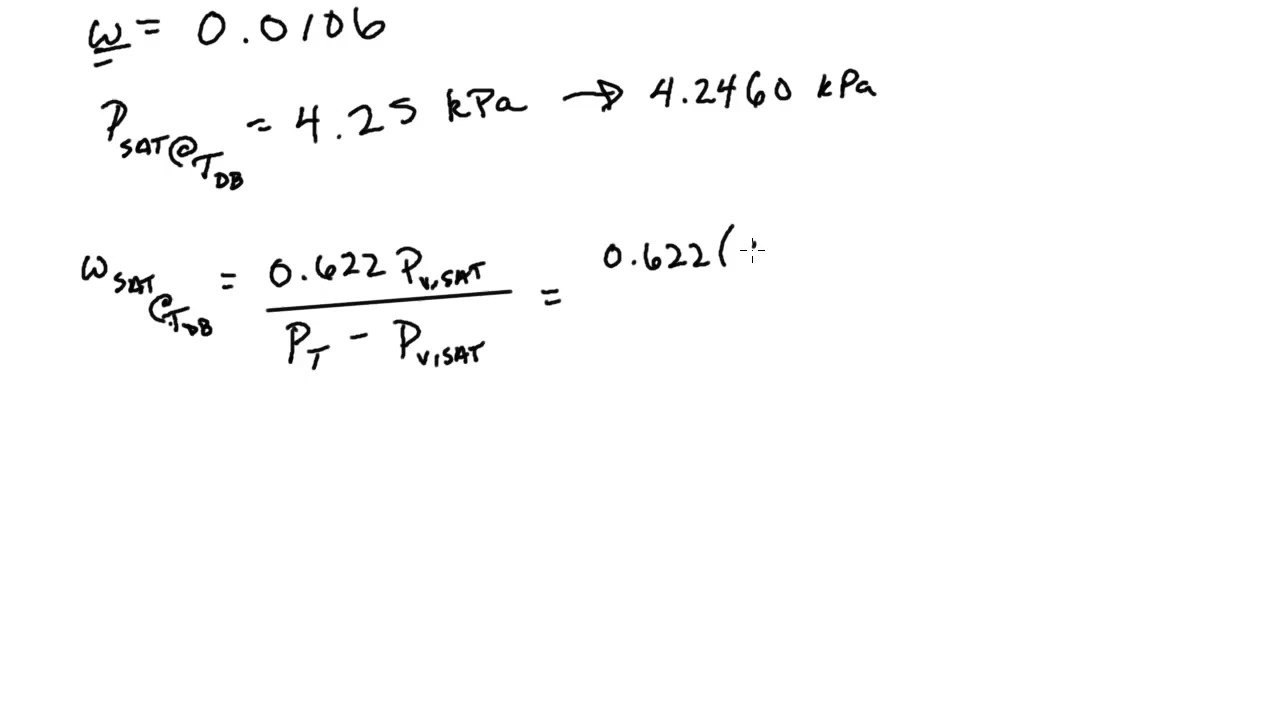 ω = 0.0106
P_SAT@T_DB = 4.25 kPa → 4.2460 kPa
ω_SAT@T_DB = 0.622 P_v,SAT / P_T - P_v,SAT = 0.622(